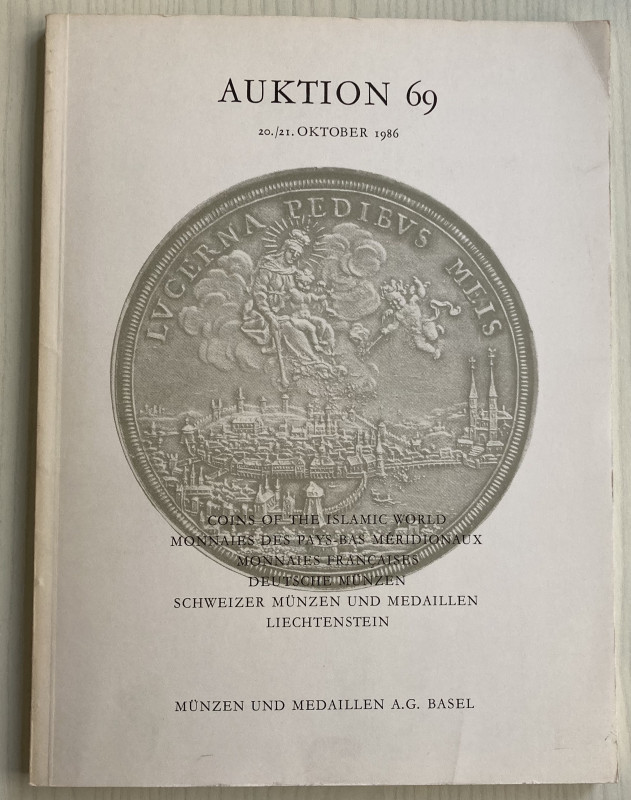 AUKTION 69
20./21. OKTOBER 1986
LVCERNA PEDIBVS MEIS
COINS OF THE ISLAMIC WORLD
MONNAIES DES PAYS-BAS MÉRIDIONAUX
MONNAIES FRANÇAISES
DEUTSCHE MÜNZEN
SCHWEIZER MÜNZEN UND MEDAILLEN
LIECHTENSTEIN
MÜNZEN UND MEDAILLEN A.G. BASEL